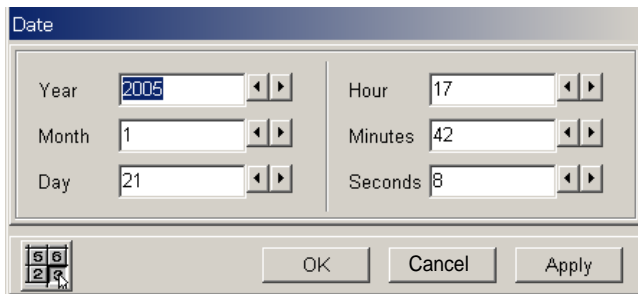 Date
Year 2005 Hour 17
Month 1 Minutes 42
Day 21 Seconds 8
5 6
2
OK Cancel Apply